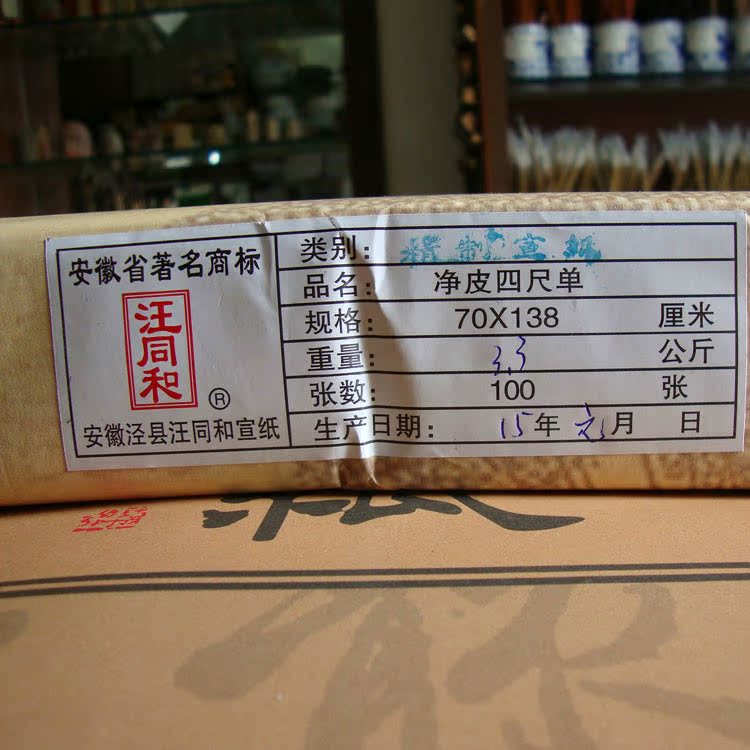 安徽省著名商标
汪同和
®
安徽泾县汪同和宣纸
类别: 精制宣纸
品名: 净皮四尺单
规格: 70X138 厘米
重量: 3.3 公斤
张数: 100 张
生产日期: 15年 元月 日